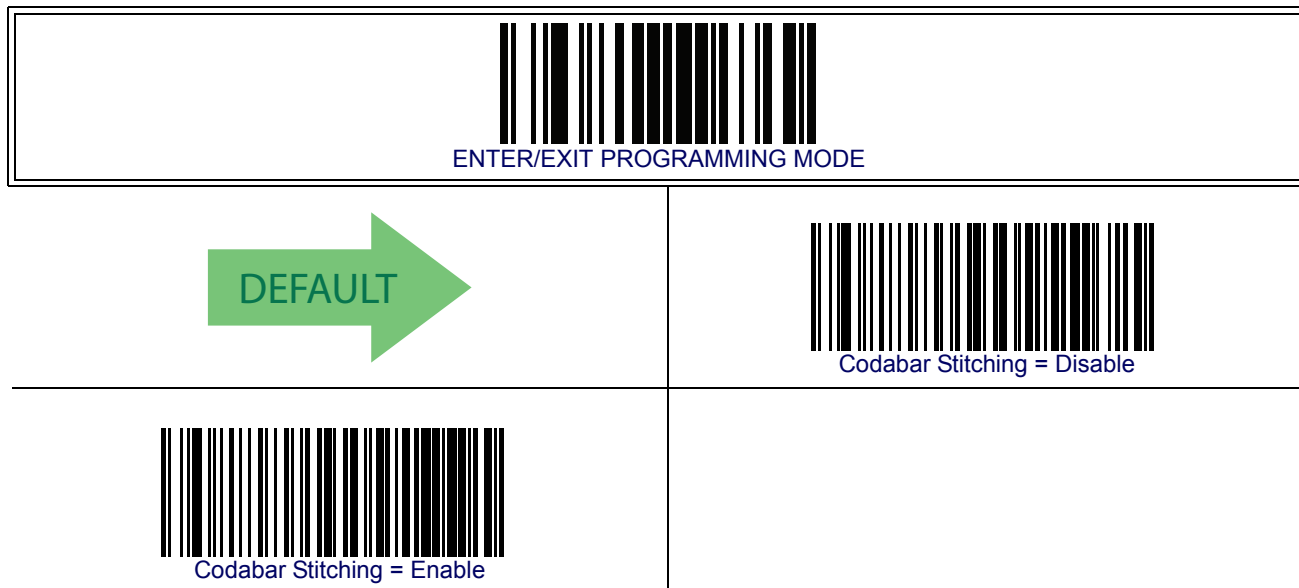 ENTER/EXIT PROGRAMMING MODE
DEFAULT
Codabar Stitching = Disable
Codabar Stitching = Enable